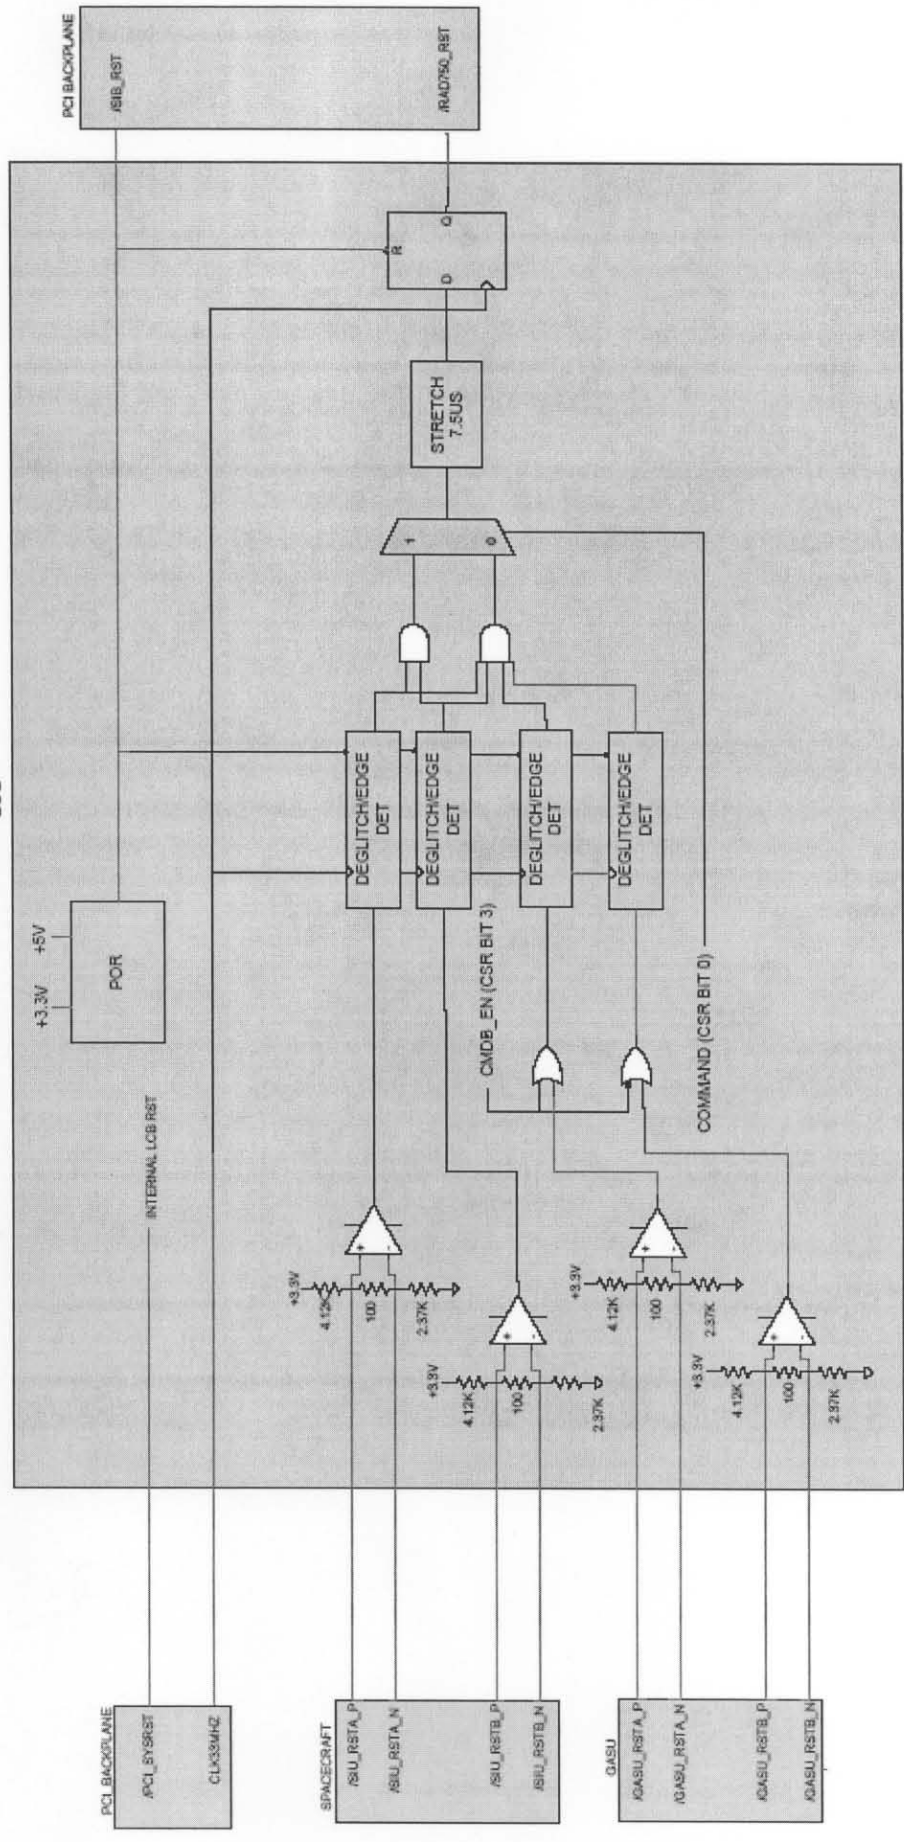 PCI BACKPLANE
/PCI_SYSRST
CLK33MHZ
SPACECRAFT
/SIU_RSTA_P
/SIU_RSTA_N
/SIU_RSTB_P
/SIU_RSTB_N
GASU
/GASU_RSTA_P
/GASU_RSTA_N
/GASU_RSTB_P
/GASU_RSTB_N
INTERNAL LCB RST
+3.3V
+5V
POR
+3.3V
4.12K
100
2.37K
+
-
+3.3V
4.12K
100
2.37K
+
-
+3.3V
4.12K
100
2.37K
+
-
+3.3V
4.12K
100
2.37K
+
-
CMDB_EN (CSR BIT 3)
COMMAND (CSR BIT 0)
DEGLITCH/EDGE
DET
DEGLITCH/EDGE
DET
DEGLITCH/EDGE
DET
DEGLITCH/EDGE
DET
1
0
STRETCH
7.5US
D
R
Q
PCI BACKPLANE
/SIB_RST
/RAD750_RST